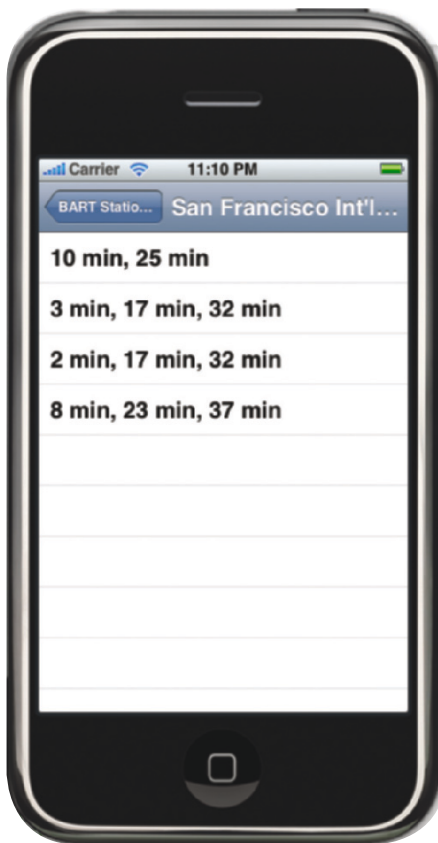 Carrier 11:10 PM
BART Statio... San Francisco Int'l...
10 min, 25 min
3 min, 17 min, 32 min
2 min, 17 min, 32 min
8 min, 23 min, 37 min